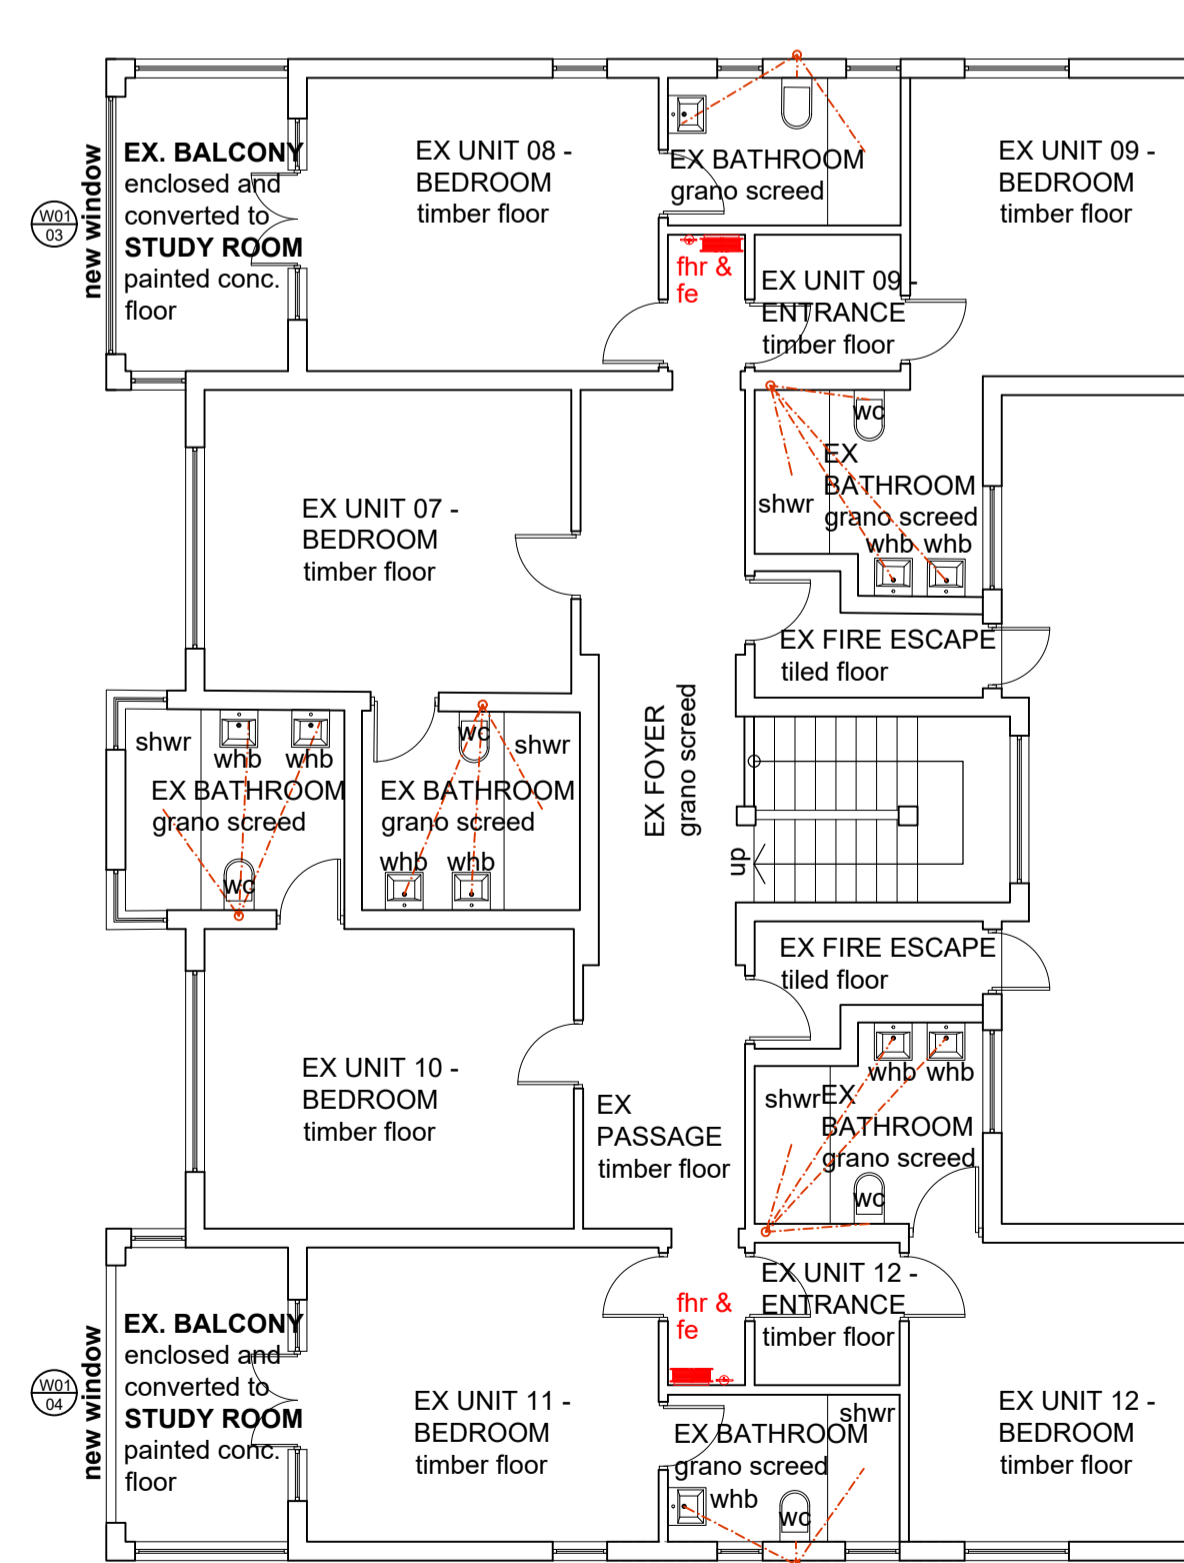 W01
03
new window
EX. BALCONY
enclosed and
converted to
STUDY ROOM
painted conc.
floor
EX UNIT 08 -
BEDROOM
timber floor
EX BATHROOM
grano screed
EX UNIT 09 -
BEDROOM
timber floor
fhr &
fe
EX UNIT 09 -
ENTRANCE
timber floor
wc
EX
BATHROOM
grano screed
shwr
whb
whb
EX UNIT 07 -
BEDROOM
timber floor
EX FIRE ESCAPE
tiled floor
EX FOYER
grano screed
shwr
whb
whb
EX BATHROOM
grano screed
wc
wc
shwr
EX BATHROOM
grano screed
whb
whb
up
EX FIRE ESCAPE
tiled floor
EX UNIT 10 -
BEDROOM
timber floor
EX
PASSAGE
timber floor
whb
whb
shwr
EX
BATHROOM
grano screed
wc
W01
04
new window
EX. BALCONY
enclosed and
converted to
STUDY ROOM
painted conc.
floor
EX UNIT 11 -
BEDROOM
timber floor
fhr &
fe
EX UNIT 12 -
ENTRANCE
timber floor
shwr
EX BATHROOM
grano screed
whb
wc
EX UNIT 12 -
BEDROOM
timber floor